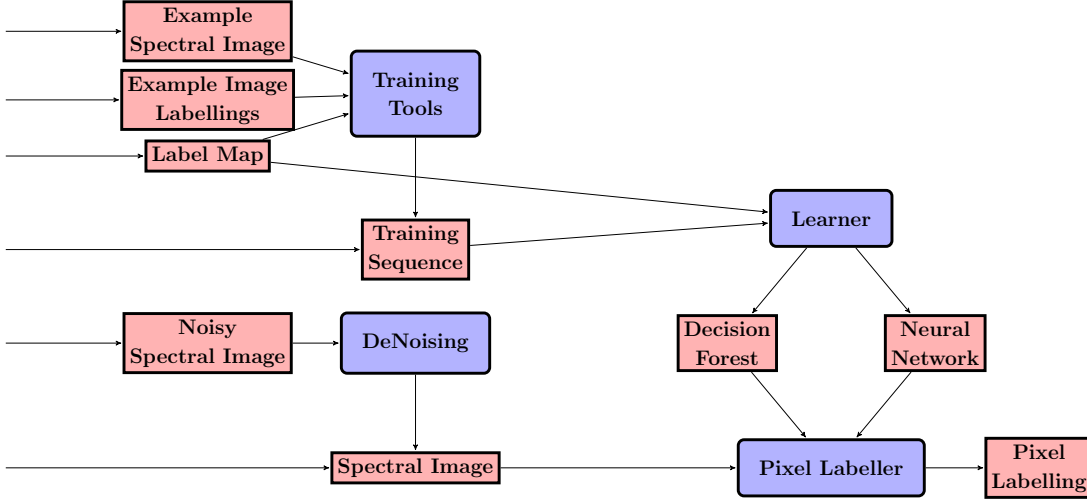 Example
Spectral Image
Training
Tools
Example Image
Labellings
Label Map
Learner
Training
Sequence
Noisy
Spectral Image
DeNoising
Decision
Forest
Neural
Network
Spectral Image
Pixel Labeller
Pixel
Labelling